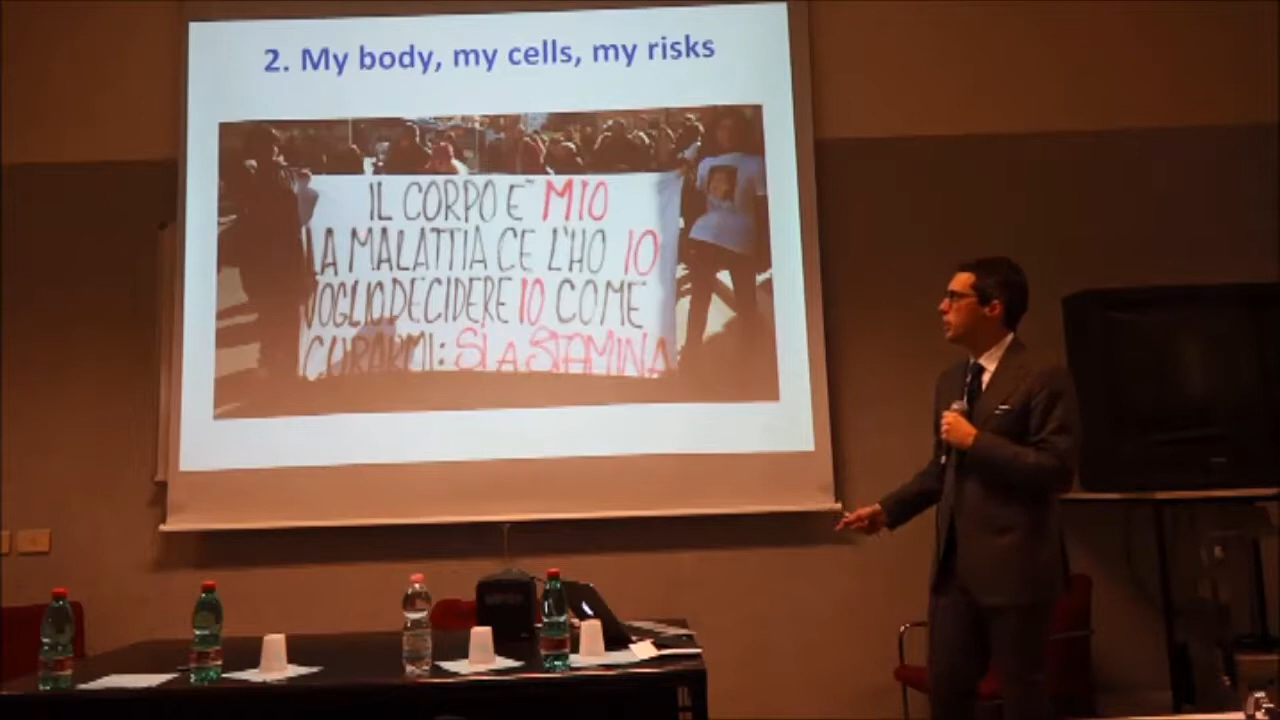 2. My body, my cells, my risks
IL CORPO E' MIO
LA MALATTIA CE L'HO IO
VOGLIO DECIDERE IO COME
CURARMI: SÌ A STAMINA